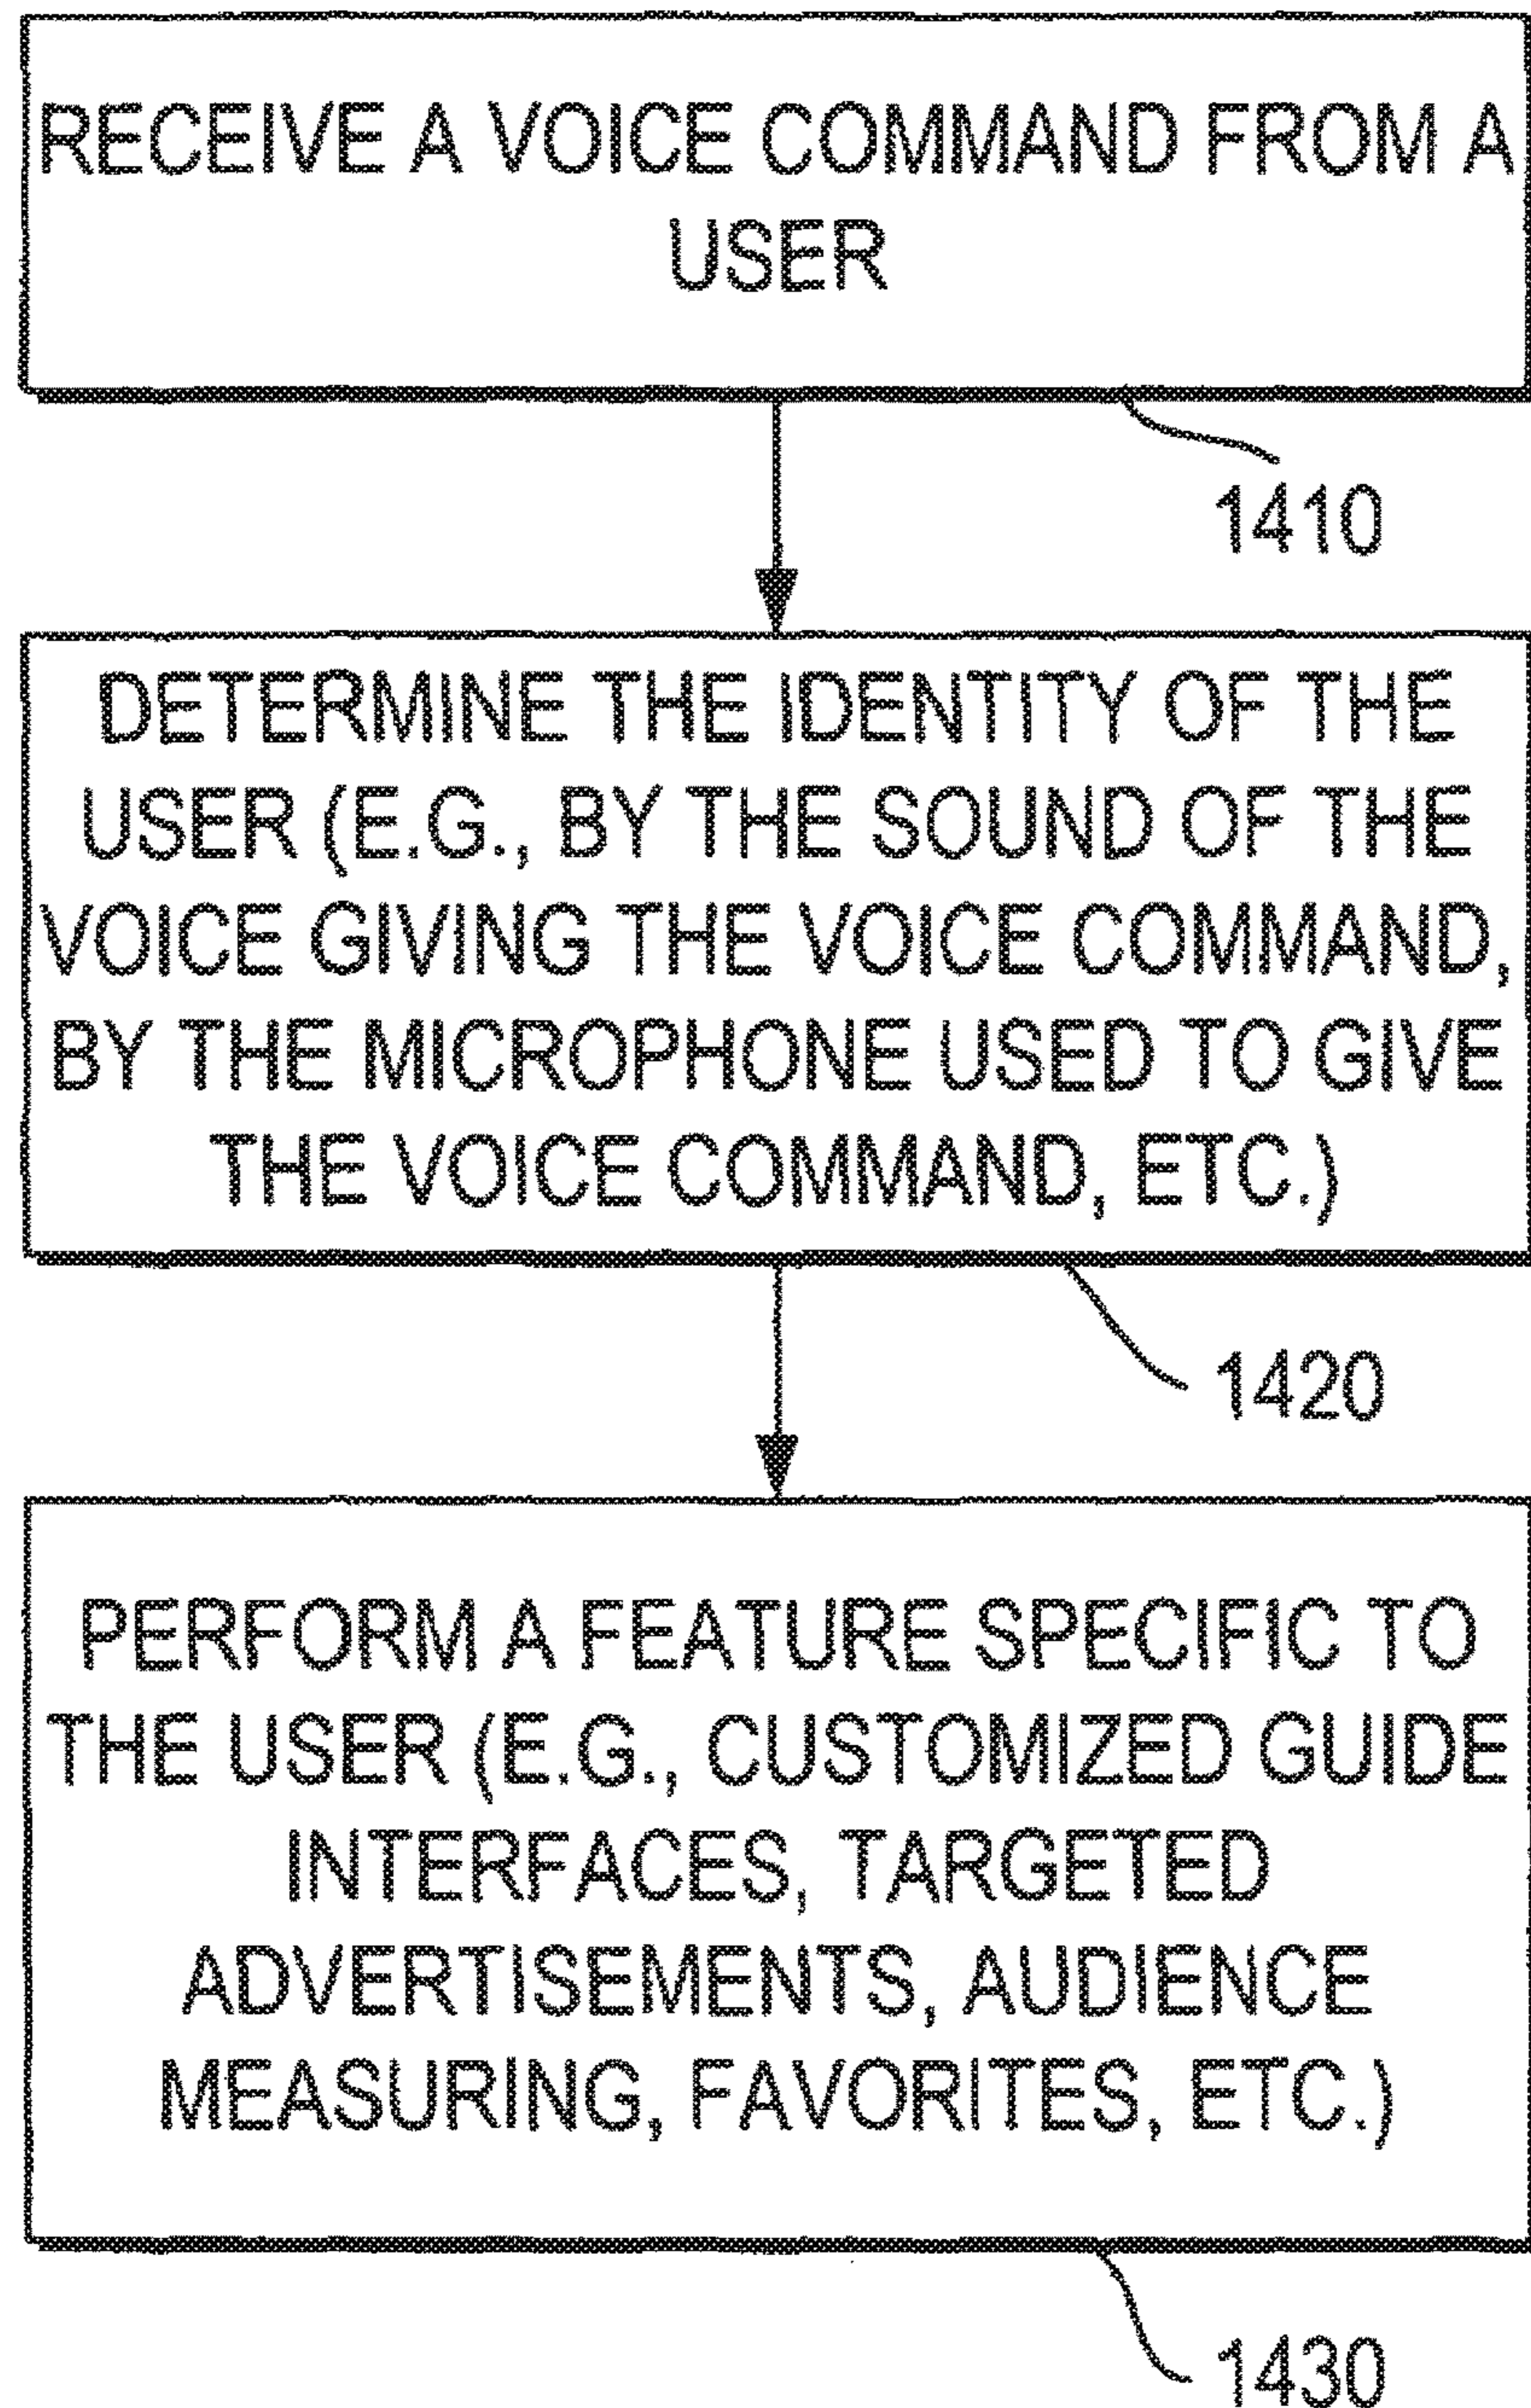 RECEIVE A VOICE COMMAND FROM A
USER
1410
DETERMINE THE IDENTITY OF THE
USER (E.G., BY THE SOUND OF THE
VOICE GIVING THE VOICE COMMAND,
BY THE MICROPHONE USED TO GIVE
THE VOICE COMMAND, ETC.)
1420
PERFORM A FEATURE SPECIFIC TO
THE USER (E.G., CUSTOMIZED GUIDE
INTERFACES, TARGETED
ADVERTISEMENTS, AUDIENCE
MEASURING, FAVORITES, ETC.)
1430